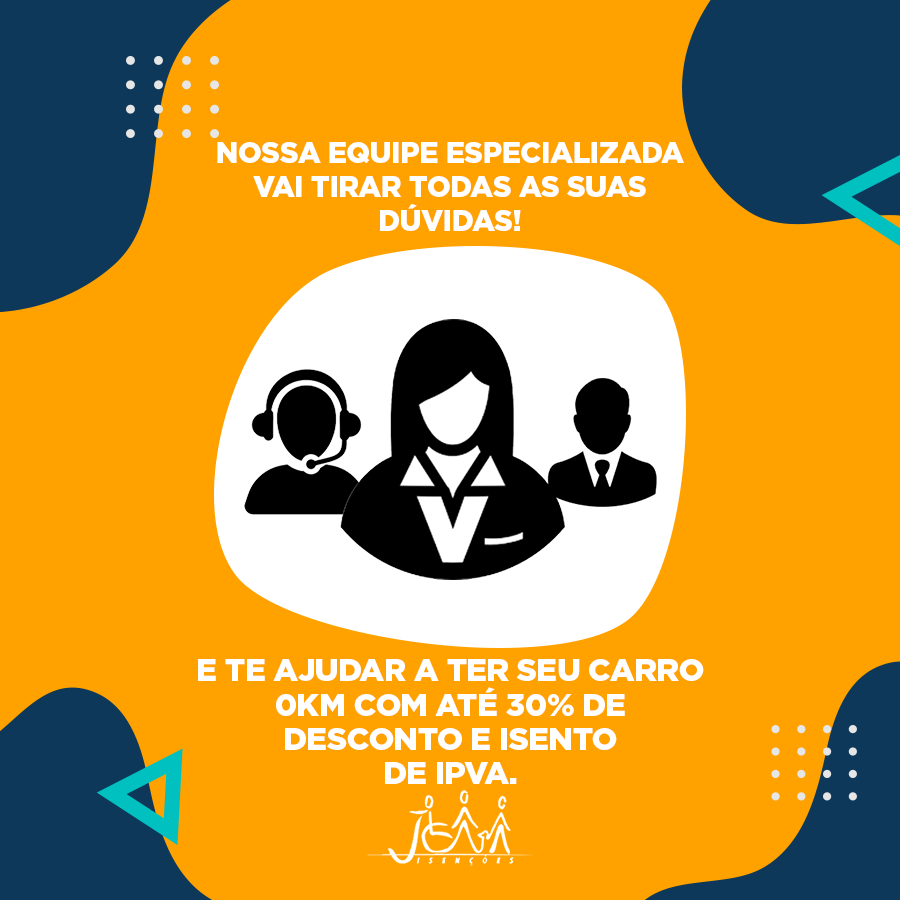 NOSSA EQUIPE ESPECIALIZADA
VAI TIRAR TODAS AS SUAS
DÚVIDAS!
E TE AJUDAR A TER SEU CARRO
0KM COM ATÉ 30% DE
DESCONTO E ISENTO
DE IPVA.
ISENÇÕES